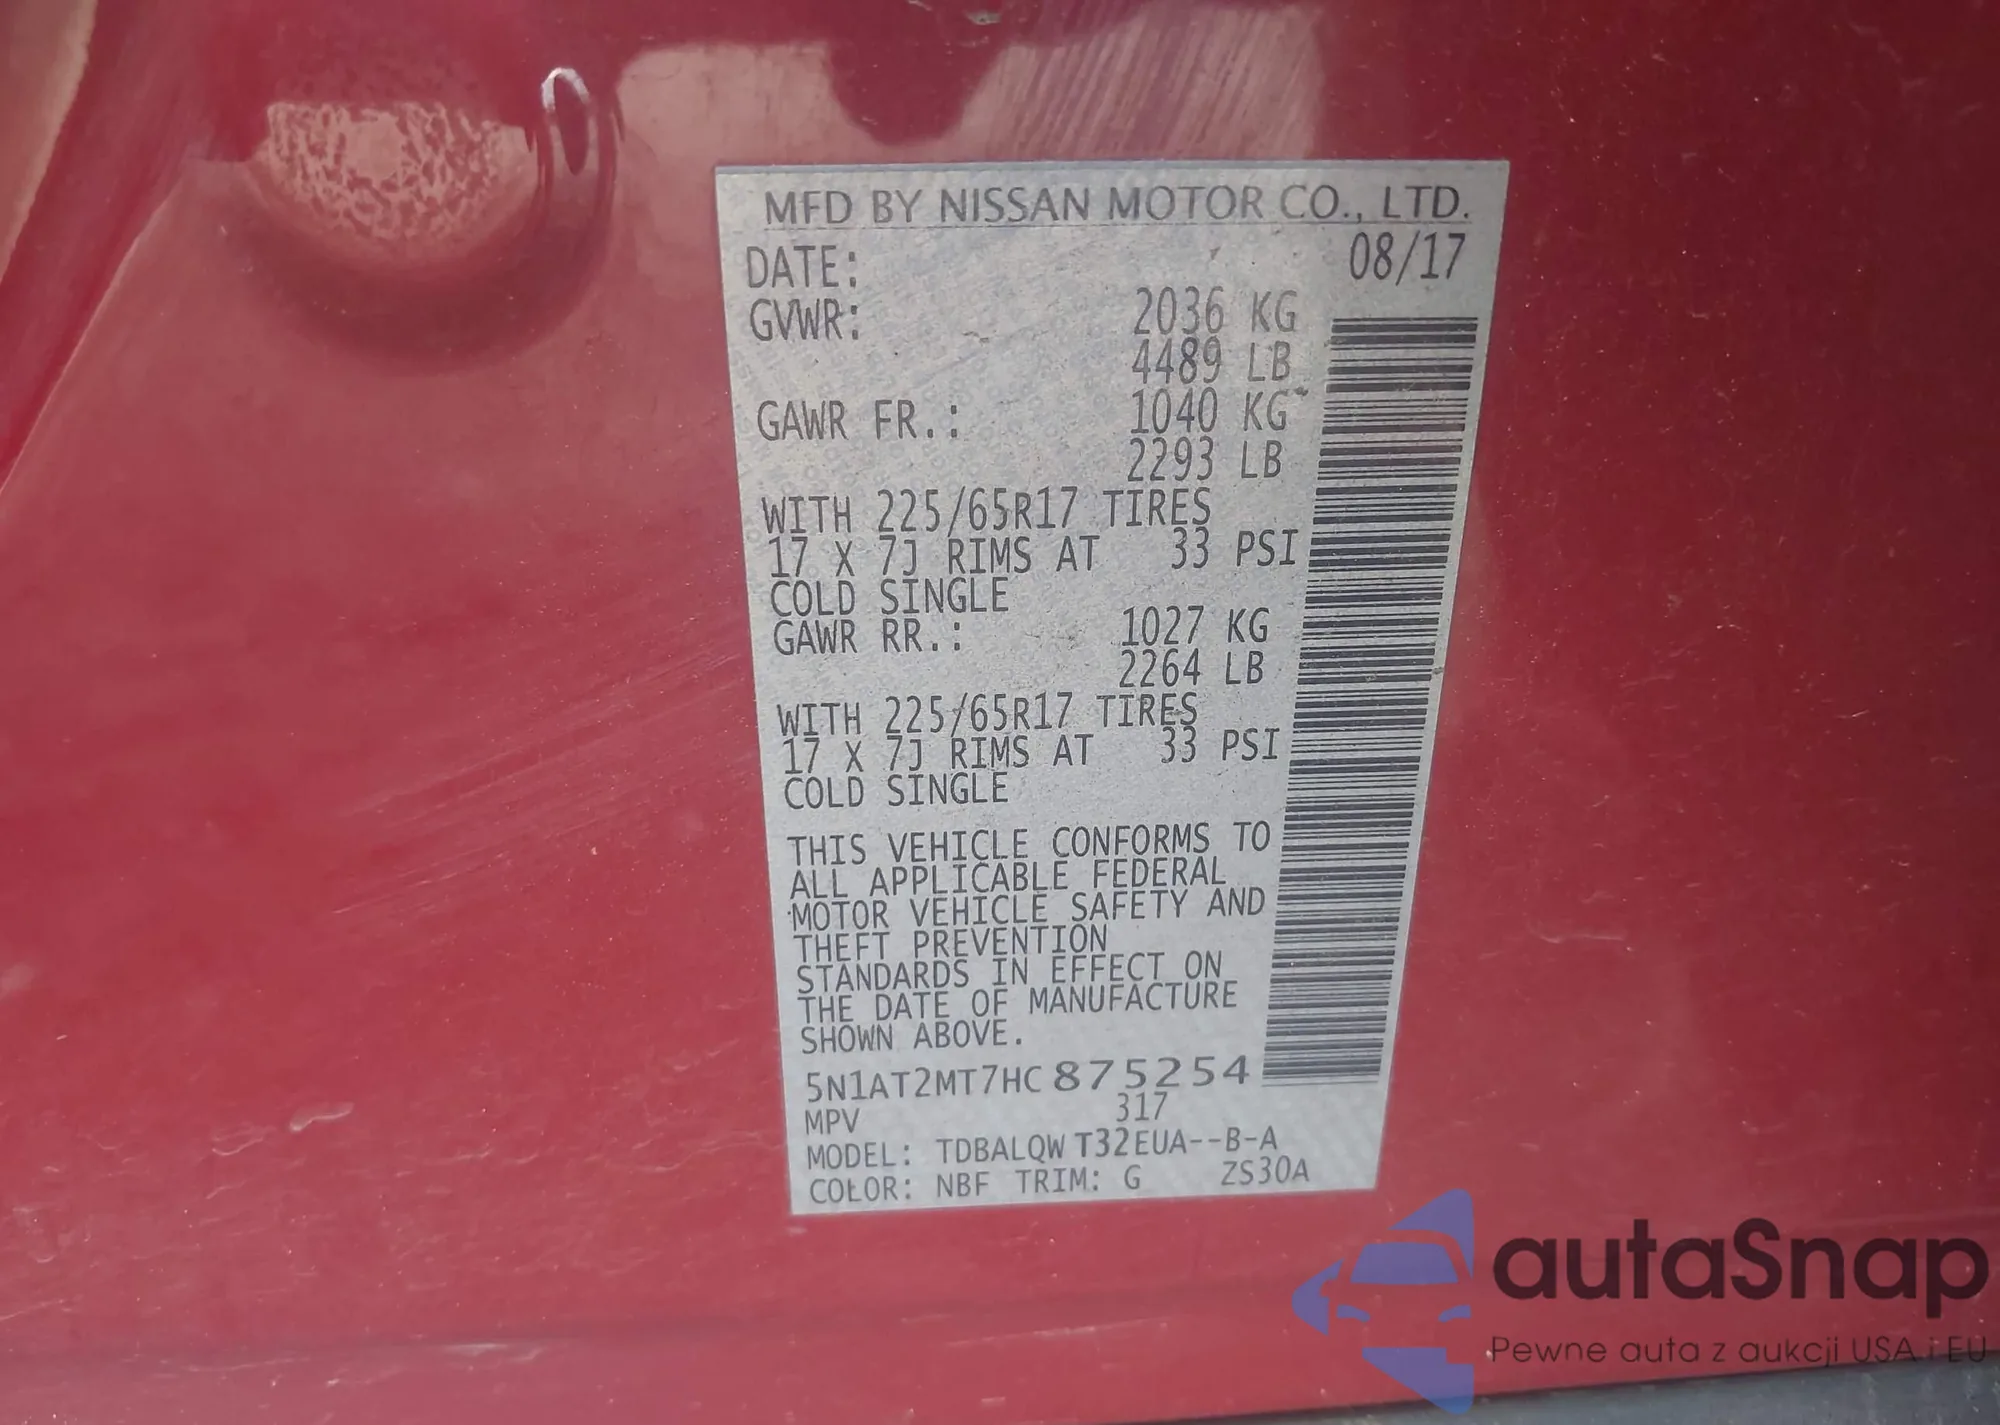 MFD BY NISSAN MOTOR CO., LTD.
DATE: 08/17
GVWR: 2036 KG
4489 LB
GAWR FR.: 1040 KG
2293 LB
WITH 225/65R17 TIRES
17 X 7J RIMS AT 33 PSI
COLD SINGLE
GAWR RR.: 1027 KG
2264 LB
WITH 225/65R17 TIRES
17 X 7J RIMS AT 33 PSI
COLD SINGLE
THIS VEHICLE CONFORMS TO
ALL APPLICABLE FEDERAL
MOTOR VEHICLE SAFETY AND
THEFT PREVENTION
STANDARDS IN EFFECT ON
THE DATE OF MANUFACTURE
SHOWN ABOVE.
5N1AT2MT7HC875254
MPV 317
MODEL: TDBALQW T32EUA--B-A
COLOR: NBF TRIM: G ZS30A
autaSnap
Pewne auta z aukcji USA i EU